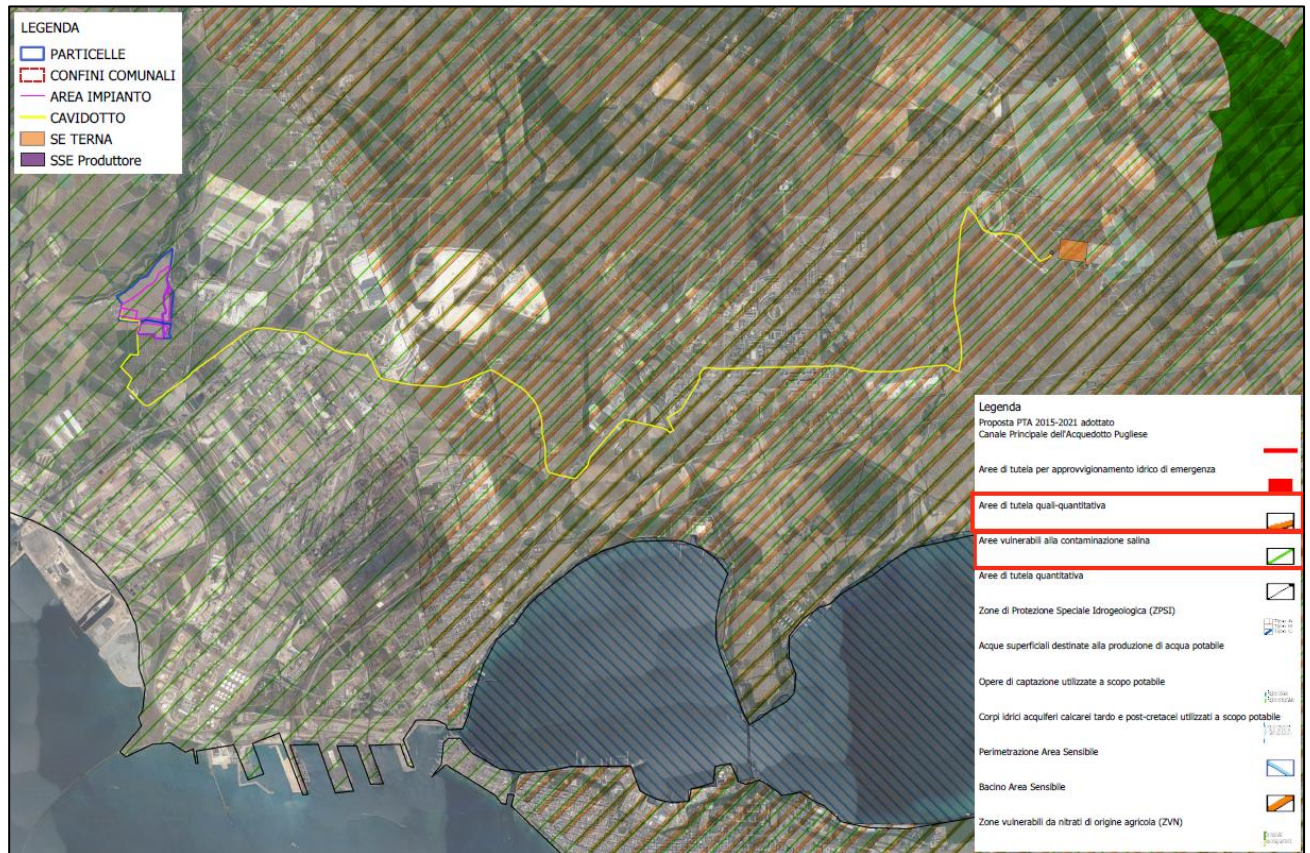 LEGENDA
PARTICELLE
CONFINI COMUNALI
AREA IMPIANTO
CAVIDOTTO
SE TERNA
SSE Produttore
Legenda
Proposta PTA 2015-2021 adottato
Canale Principale dell'Acquedotto Pugliese
Aree di tutela per approvvigionamento idrico di emergenza
Aree di tutela quali-quantitativa
Aree vulnerabili alla contaminazione salina
Aree di tutela quantitativa
Zone di Protezione Speciale Idrogeologica (ZPSI)
Acque superficiali destinate alla produzione di acqua potabile
Opere di captazione utilizzate a scopo potabile
Corpi idrici acquiferi calcarei tardo e post-cretacei utilizzati a scopo potabile
Perimetrazione Area Sensibile
Bacino Area Sensibile
Zone vulnerabili da nitrati di origine agricola (ZVN)